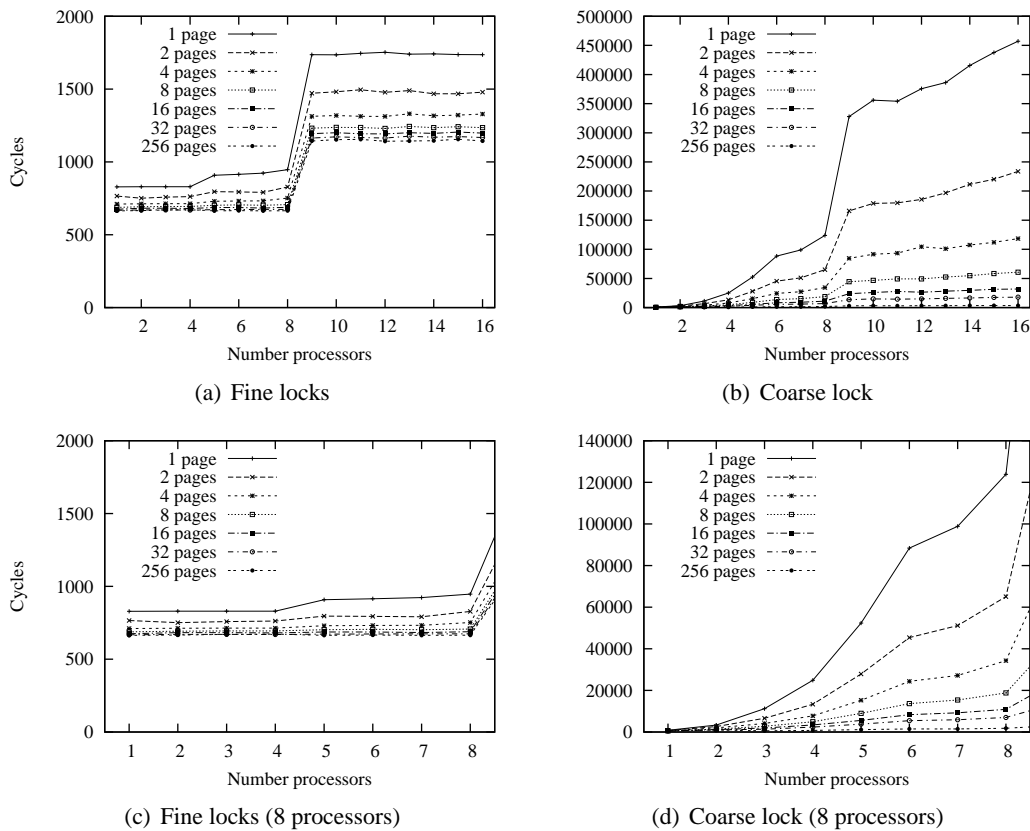 2000
1500
1000
500
0
Cycles
1 page
2 pages
4 pages
8 pages
16 pages
32 pages
256 pages
2 4 6 8 10 12 14 16
Number processors
(a) Fine locks
500000
450000
400000
350000
300000
250000
200000
150000
100000
50000
0
1 page
2 pages
4 pages
8 pages
16 pages
32 pages
256 pages
2 4 6 8 10 12 14 16
Number processors
(b) Coarse lock
2000
1500
1000
500
0
Cycles
1 page
2 pages
4 pages
8 pages
16 pages
32 pages
256 pages
1 2 3 4 5 6 7 8
Number processors
(c) Fine locks (8 processors)
140000
120000
100000
80000
60000
40000
20000
0
1 page
2 pages
4 pages
8 pages
16 pages
32 pages
256 pages
1 2 3 4 5 6 7 8
Number processors
(d) Coarse lock (8 processors)